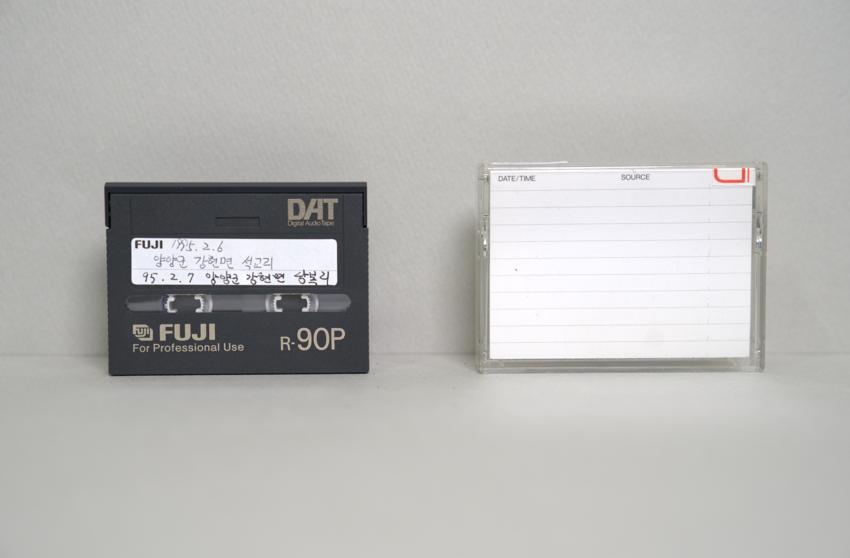 DAT
Digital Audio Tape
FUJI 1995.2.6
양양군 강현면 석교리
95.2.7 양양군 강현면 상복리
FUJI FUJI
For Professional Use
R-90P
DATE/TIME SOURCE